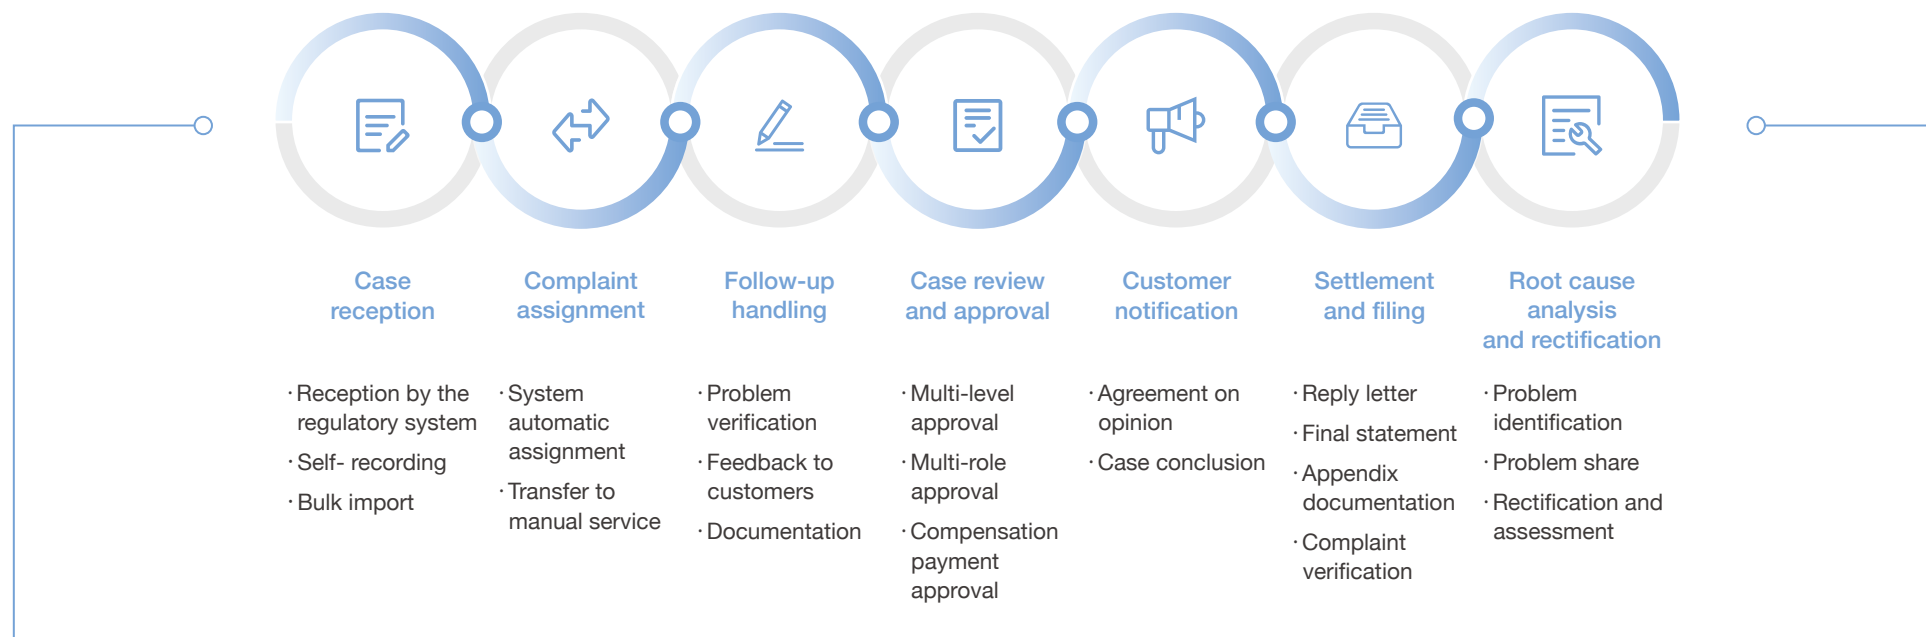 Case
reception
Complaint
assignment
Follow-up
handling
Case review
and approval
Customer
notification
Settlement
and filing
Root cause
analysis
and rectification
· Reception by the
regulatory system
· Self- recording
· Bulk import
· System
automatic
assignment
· Transfer to
manual service
· Problem
verification
· Feedback to
customers
· Documentation
· Multi-level
approval
· Multi-role
approval
· Compensation
payment
approval
· Agreement on
opinion
· Case conclusion
· Reply letter
· Final statement
· Appendix
documentation
· Complaint
verification
· Problem
identification
· Problem share
· Rectification and
assessment